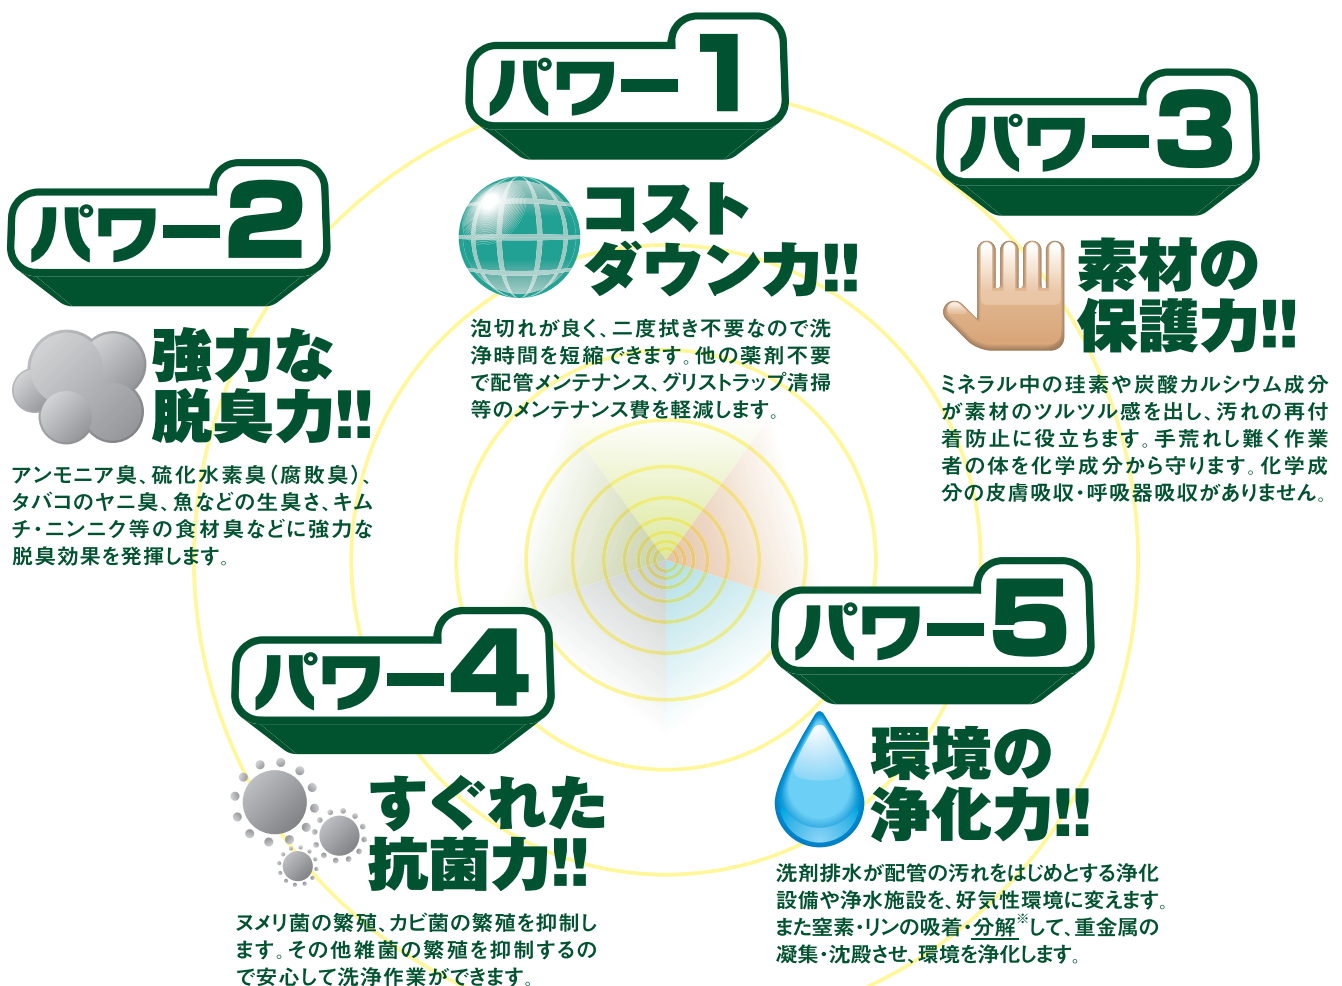 パワー1
コスト
ダウン力!!
泡切れが良く、二度拭き不要なので洗
浄時間を短縮できます。他の薬剤不要
で配管メンテナンス、グリストラップ清掃
等のメンテナンス費を軽減します。
パワー2
強力な
脱臭力!!
アンモニア臭、硫化水素臭（腐敗臭）、
タバコのヤニ臭、魚などの生臭さ、キム
チ・ニンニク等の食材臭などに強力な
脱臭効果を発揮します。
パワー3
素材の
保護力!!
ミネラル中の珪素や炭酸カルシウム成分
が素材のツルツル感を出し、汚れの再付
着防止に役立ちます。手荒れし難く作業
者の体を化学成分から守ります。化学成
分の皮膚吸収・呼吸器吸収がありません。
パワー4
すぐれた
抗菌力!!
ヌメリ菌の繁殖、カビ菌の繁殖を抑制し
ます。その他雑菌の繁殖を抑制するの
で安心して洗浄作業ができます。
パワー5
環境の
浄化力!!
洗剤排水が配管の汚れをはじめとする浄化
設備や浄水施設を、好気性環境に変えます。
また窒素・リンの吸着・分解※して、重金属の
凝集・沈殿させ、環境を浄化します。